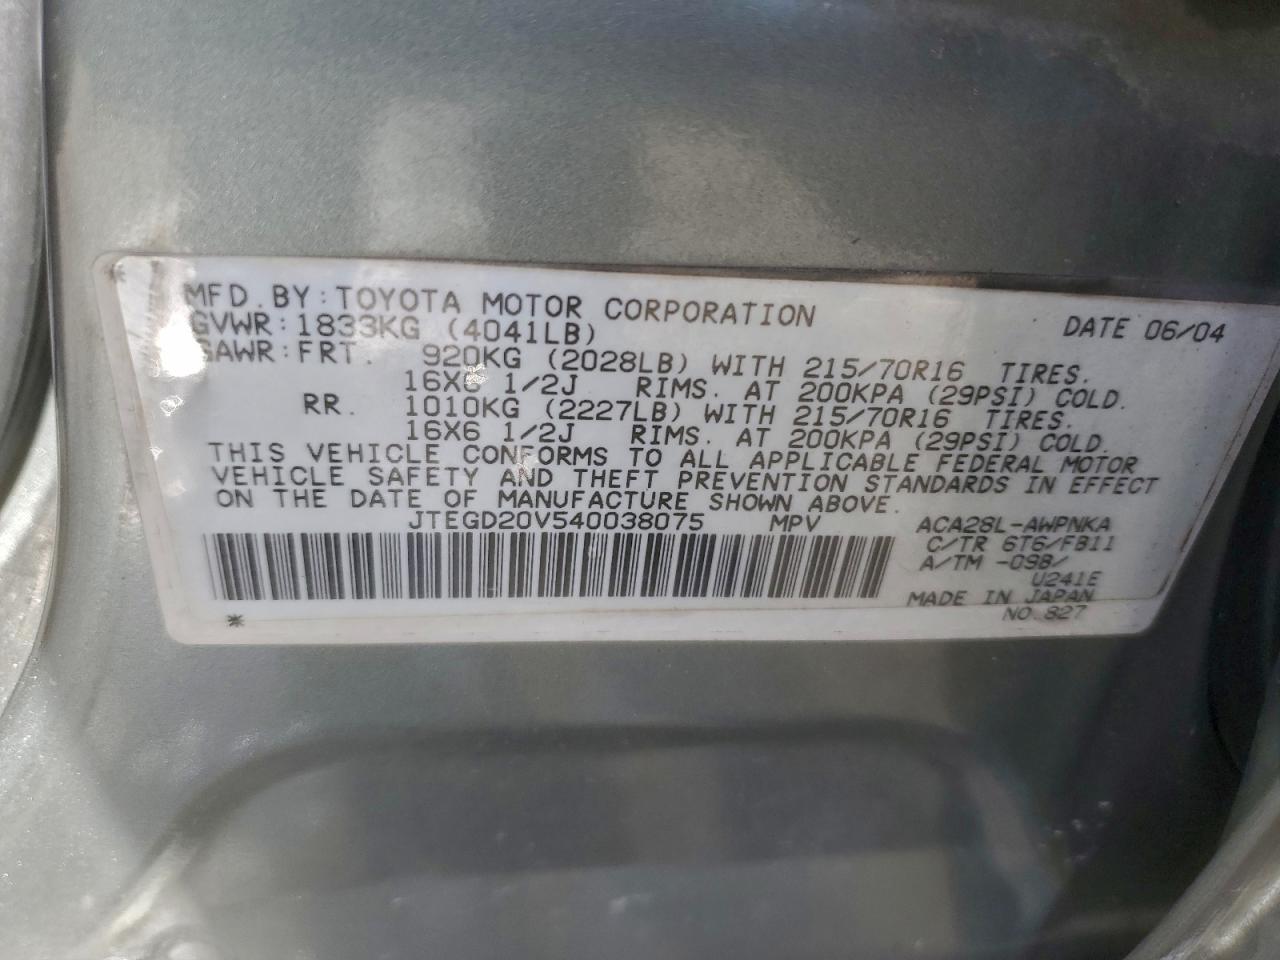 MFD. BY: TOYOTA MOTOR CORPORATION DATE 06/04
GVWR: 1833KG (4041LB)
GAWR: FRT. 920KG (2028LB) WITH 215/70R16 TIRES.
16X6 1/2J RIMS. AT 200KPA (29PSI) COLD.
RR. 1010KG (2227LB) WITH 215/70R16 TIRES.
16X6 1/2J RIMS. AT 200KPA (29PSI) COLD.
THIS VEHICLE CONFORMS TO ALL APPLICABLE FEDERAL MOTOR
VEHICLE SAFETY AND THEFT PREVENTION STANDARDS IN EFFECT
ON THE DATE OF MANUFACTURE SHOWN ABOVE.
JTEGD20V540038075 MPV ACA28L-AWPNKA
C/TR 6T6/FB11
A/TM -09B/
U241E
MADE IN JAPAN
* NO. 827